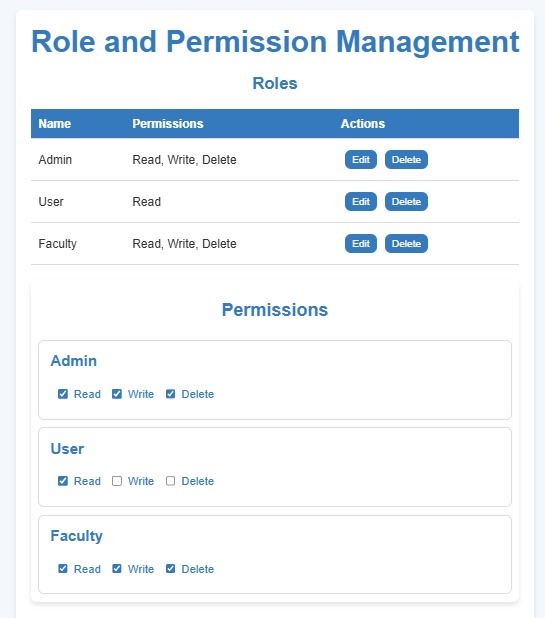 Role and Permission Management
Roles
Name Permissions Actions
Admin Read, Write, Delete Edit Delete
User Read Edit Delete
Faculty Read, Write, Delete Edit Delete
Permissions
Admin
Read Write Delete
User
Read Write Delete
Faculty
Read Write Delete